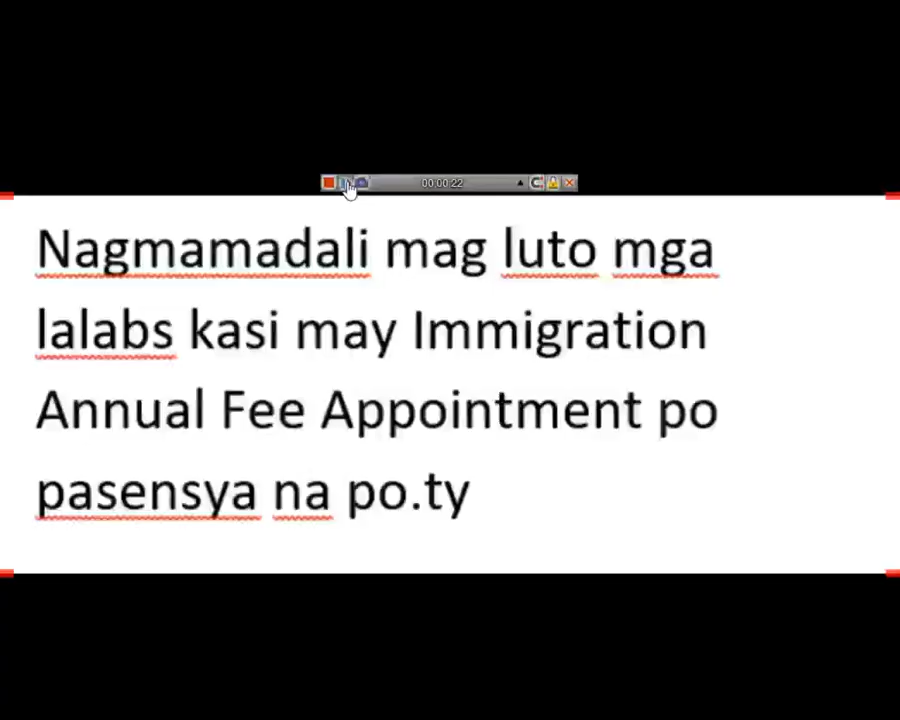 00:00:22
Nagmamadali mag luto mga
lalabs kasi may Immigration
Annual Fee Appointment po
pasensya na po.ty